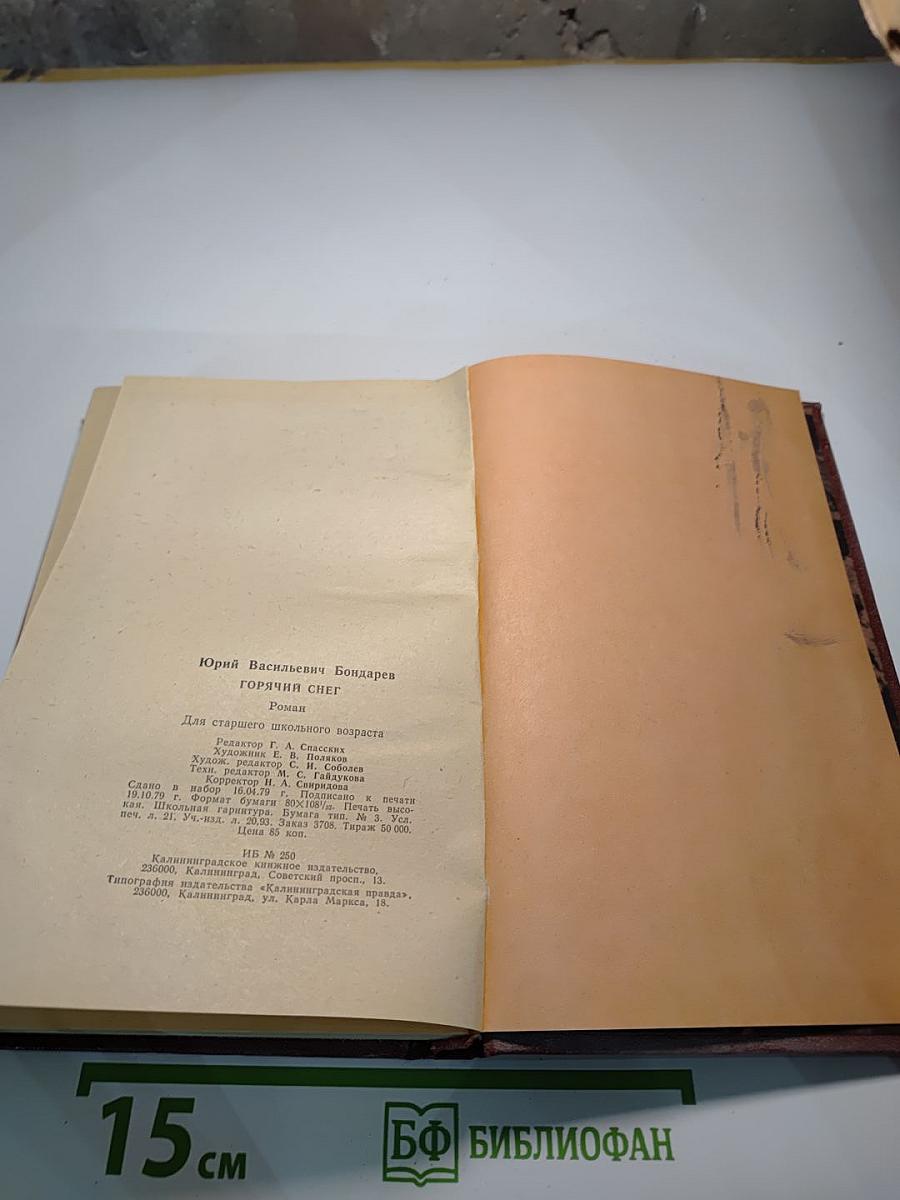 Юрий Васильевич Бондарев
ГОРЯЧИЙ СНЕГ
Роман
Для старшего школьного возраста
Редактор Г. А. Спасских
Художник Е. В. Поляков
Худож. редактор С. И. Соболев
Техн. редактор М. С. Гайдукова
Корректор Н. А. Свиридова
Сдано в набор 16.04.79 г. Подписано к печати
19.10.79 г. Формат бумаги 80×108¹/₃₂. Печать высо-
кая. Школьная гарнитура. Бумага тип. № 3. Усл.
печ. л. 21. Уч.-изд. л. 20,93. Заказ 3708. Тираж 50 000.
Цена 85 коп.
ИБ № 250
Калининградское книжное издательство,
236000, Калининград, Советский просп., 13.
Типография издательства «Калининградская правда»,
236000, Калининград, ул. Карла Маркса, 18.
15 см
БФ БИБЛИОФАН